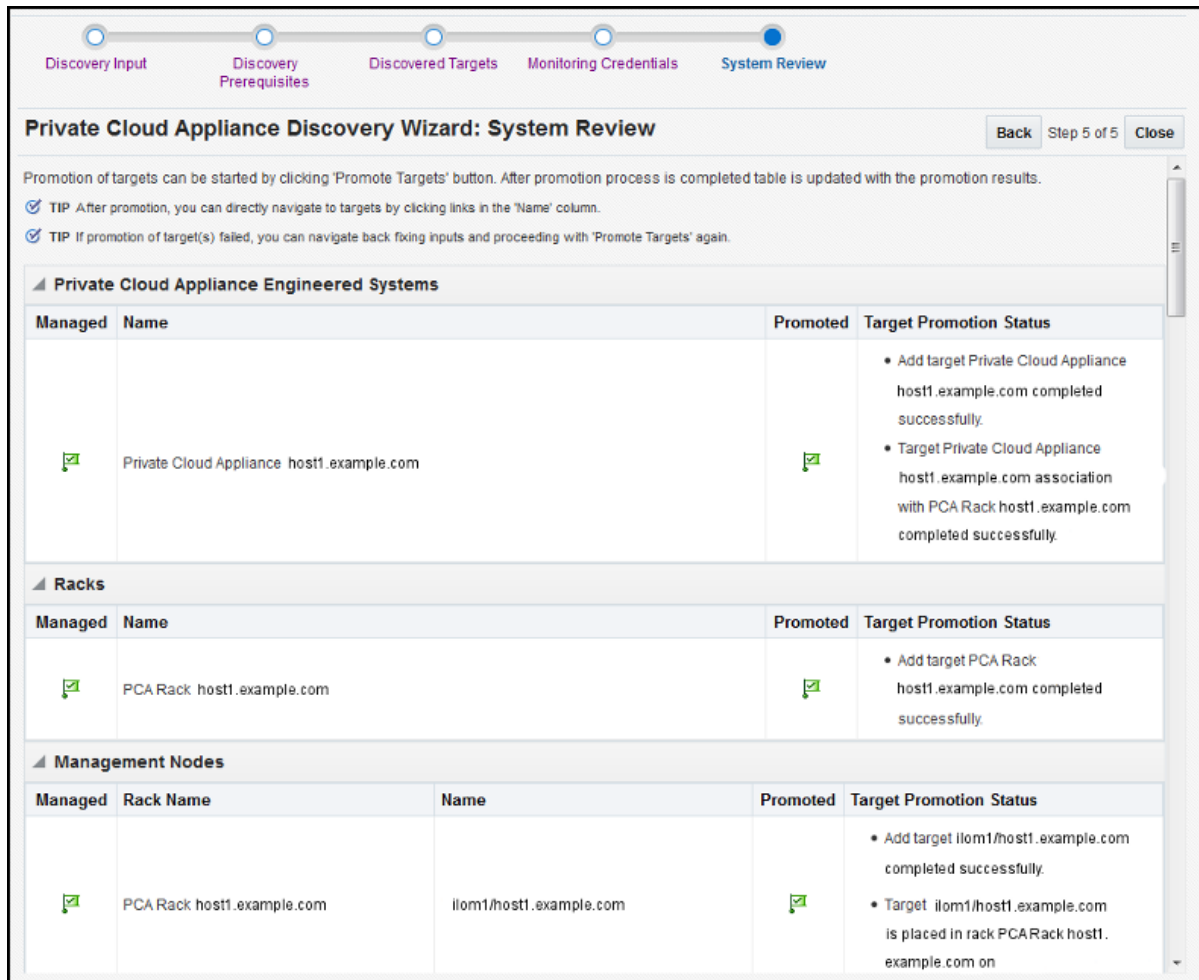 Discovery Input
Discovery
Prerequisites
Discovered Targets
Monitoring Credentials
System Review
Private Cloud Appliance Discovery Wizard: System Review
Back Step 5 of 5 Close
Promotion of targets can be started by clicking 'Promote Targets' button. After promotion process is completed table is updated with the promotion results.
TIP After promotion, you can directly navigate to targets by clicking links in the 'Name' column.
TIP If promotion of target(s) failed, you can navigate back fixing inputs and proceeding with 'Promote Targets' again.
Private Cloud Appliance Engineered Systems
Managed Name Promoted Target Promotion Status
Private Cloud Appliance host1.example.com
• Add target Private Cloud Appliance
host1.example.com completed
successfully.
• Target Private Cloud Appliance
host1.example.com association
with PCA Rack host1.example.com
completed successfully.
Racks
Managed Name Promoted Target Promotion Status
PCA Rack host1.example.com
• Add target PCA Rack
host1.example.com completed
successfully.
Management Nodes
Managed Rack Name Name Promoted Target Promotion Status
PCA Rack host1.example.com ilom1/host1.example.com
• Add target ilom1/host1.example.com
completed successfully.
• Target ilom1/host1.example.com
is placed in rack PCA Rack host1.
example.com on